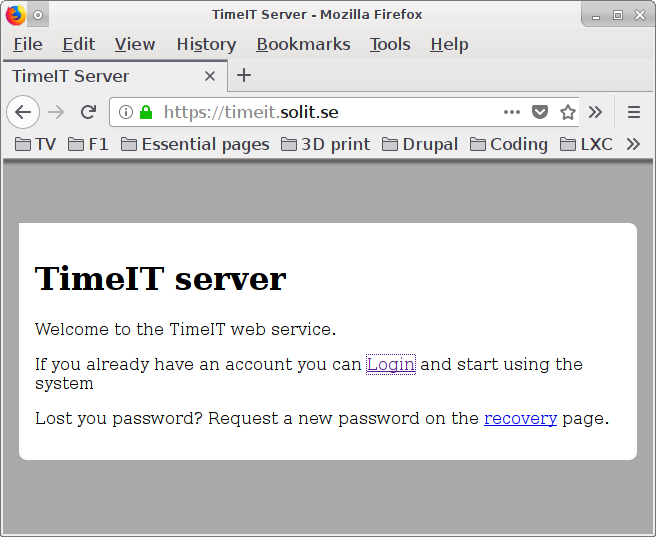 TimeIT Server - Mozilla Firefox
File Edit View History Bookmarks Tools Help
TimeIT Server
https://timeit.solit.se
TV F1 Essential pages 3D print Drupal Coding LXC
TimeIT server
Welcome to the TimeIT web service.
If you already have an account you can Login and start using the
system
Lost you password? Request a new password on the recovery page.